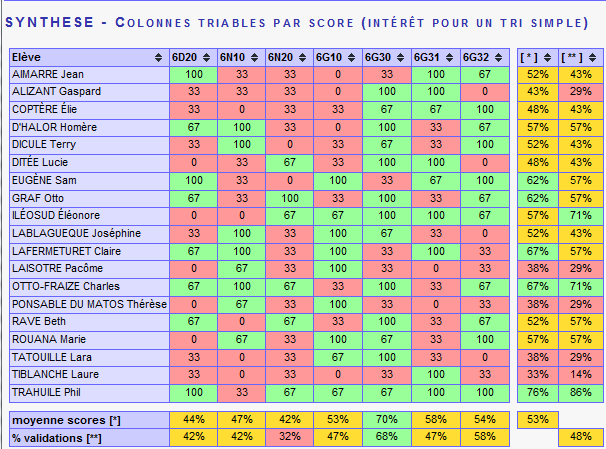 SYNTHESE - COLONNES TRIABLES PAR SCORE (INTÉRÊT POUR UN TRI SIMPLE)
Elève 6D20 6N10 6N20 6G10 6G30 6G31 6G32 [ * ] [ ** ]
AIMARRE Jean 100 33 33 0 33 100 67 52% 43%
ALIZANT Gaspard 33 33 33 0 100 100 0 43% 29%
COPTÈRE Élie 33 0 33 33 67 67 100 48% 43%
D'HALOR Homère 67 100 33 0 100 33 67 57% 57%
DICULE Terry 33 100 0 33 67 33 100 52% 43%
DITÉE Lucie 0 33 67 33 100 100 0 48% 43%
EUGÈNE Sam 100 33 0 100 33 67 100 62% 57%
GRAF Otto 67 33 100 33 100 33 67 62% 57%
ILÉOSUD Éléonore 0 0 67 67 100 100 67 57% 71%
LABLAGUEQUE Joséphine 33 100 33 100 67 33 0 52% 43%
LAFERMETURET Claire 67 100 33 100 33 100 33 67% 57%
LAISOTRE Pacôme 0 67 33 100 33 0 33 38% 29%
OTTO-FRAIZE Charles 67 100 67 33 100 33 67 67% 71%
PONSABLE DU MATOS Thérèse 0 67 33 100 33 0 33 38% 29%
RAVE Beth 67 0 67 33 100 33 67 52% 57%
ROUANA Marie 0 67 33 100 67 100 33 57% 57%
TATOUILLE Lara 33 0 0 67 100 33 0 38% 29%
TIBLANCHE Laure 33 0 0 0 33 100 33 33% 14%
TRAHUILE Phil 100 33 67 67 67 100 100 76% 86%
moyenne scores [*] 44% 47% 42% 53% 70% 58% 54% 53%
% validations [**] 42% 42% 32% 47% 68% 47% 58% 48%